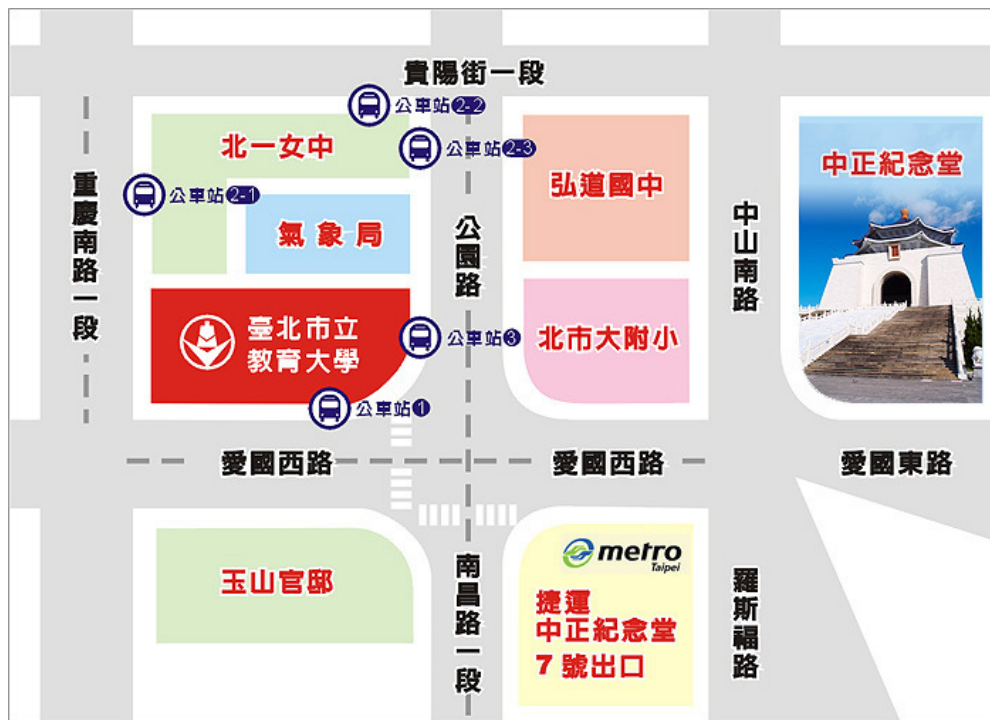 貴陽街一段
公車站2-2
北一女中
公車站2-3
中正紀念堂
弘道國中
公車站2-1
重慶南路一段
氣象局
公園路
中山南路
臺北市立
教育大學
公車站3
北市大附小
公車站1
愛國西路
愛國西路
愛國東路
metro
Taipei
玉山官邸
南昌路一段
捷運
中正紀念堂
7號出口
羅斯福路